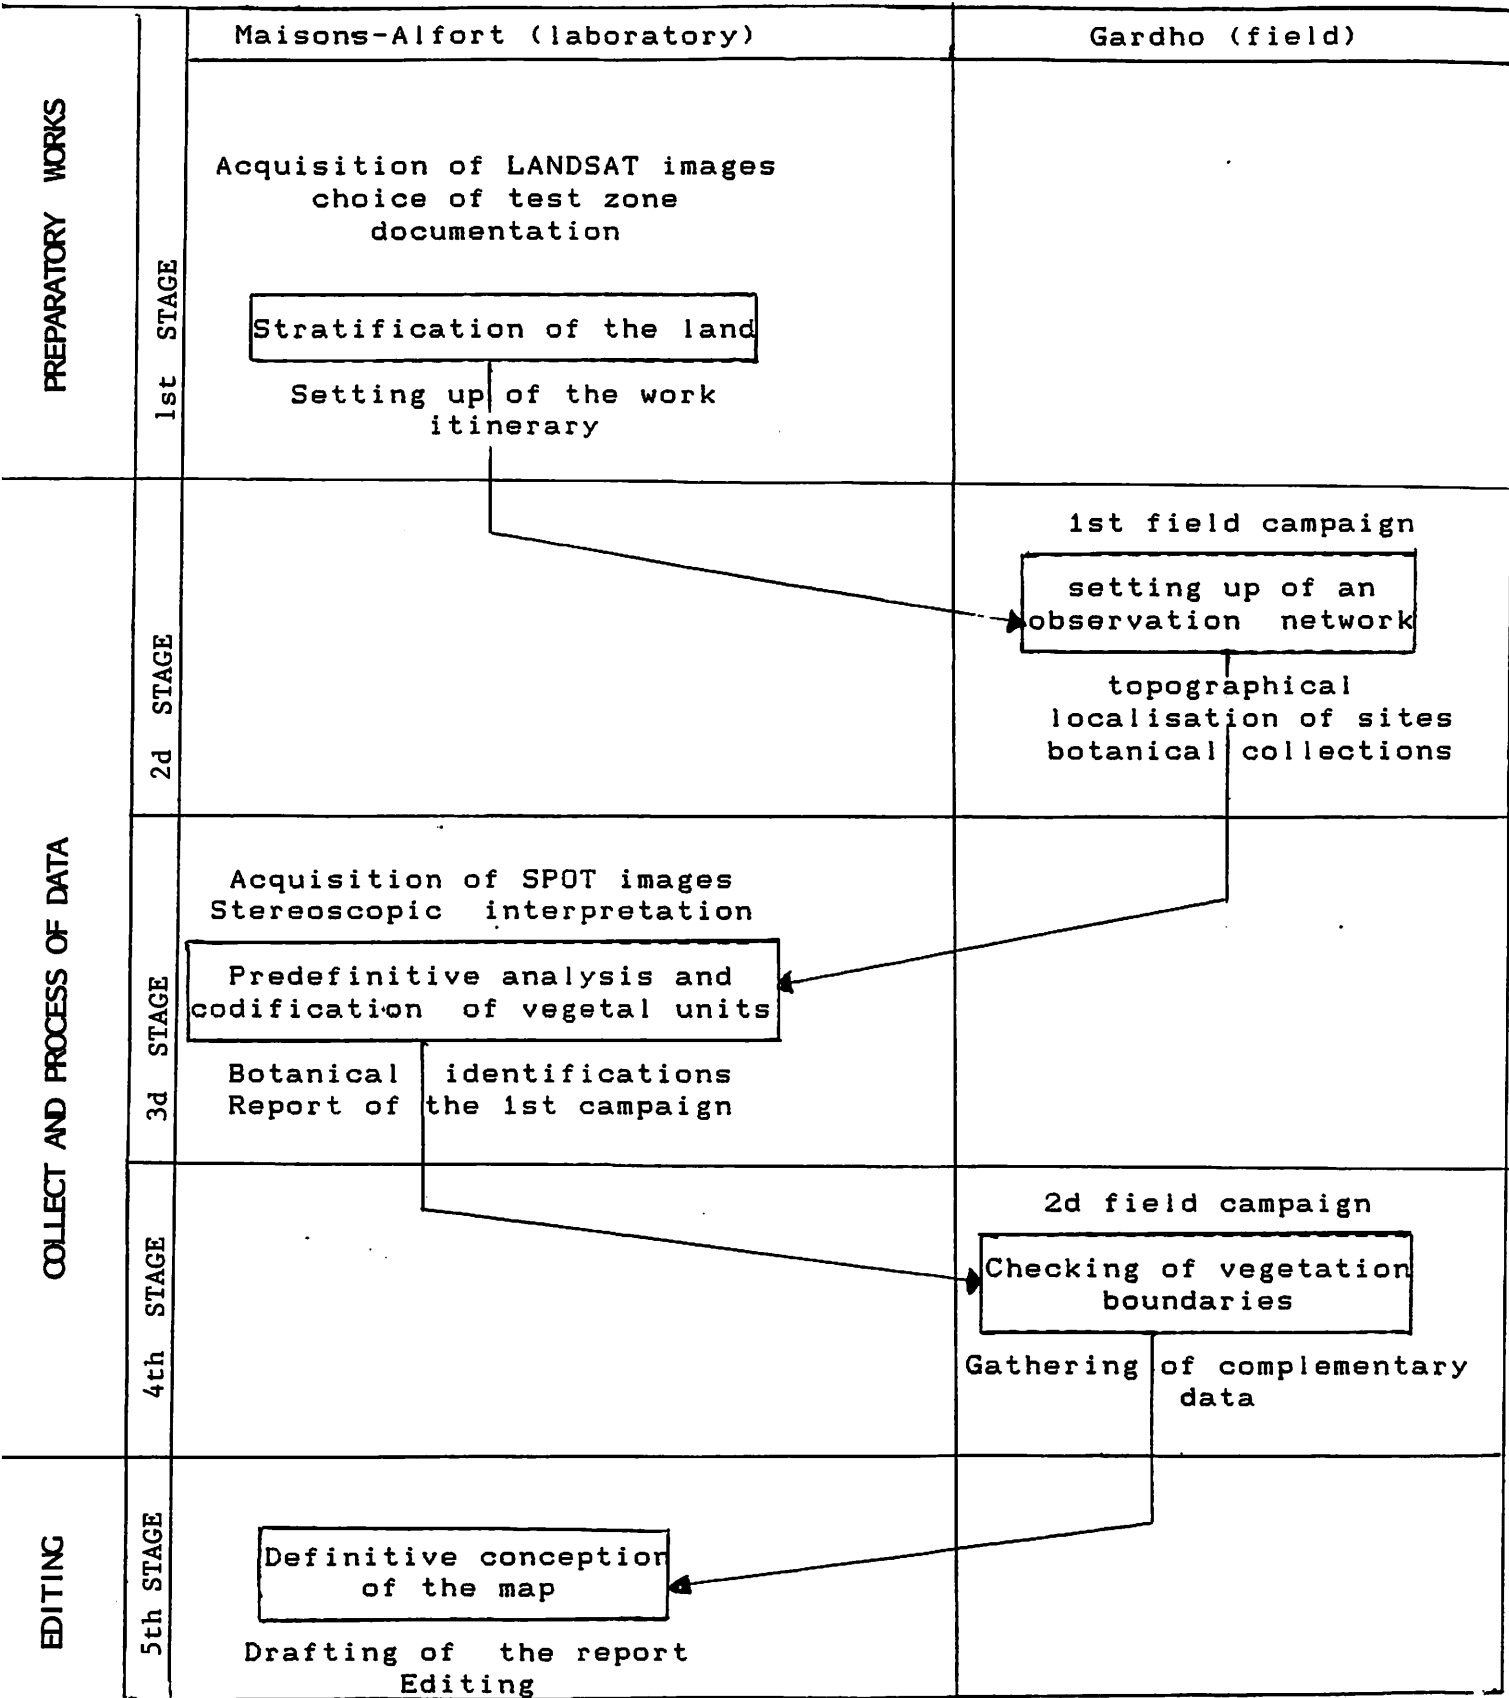 Maisons-Alfort (laboratory)
Gardho (field)
PREPARATORY WORKS
1st STAGE
Acquisition of LANDSAT images
choice of test zone
documentation
Stratification of the land
Setting up of the work
itinerary
COLLECT AND PROCESS OF DATA
2d STAGE
1st field campaign
setting up of an
observation network
topographical
localisation of sites
botanical collections
3d STAGE
Acquisition of SPOT images
Stereoscopic interpretation
Predefinitive analysis and
codification of vegetal units
Botanical identifications
Report of the 1st campaign
4th STAGE
2d field campaign
Checking of vegetation
boundaries
Gathering of complementary
data
EDITING
5th STAGE
Definitive conception
of the map
Drafting of the report
Editing